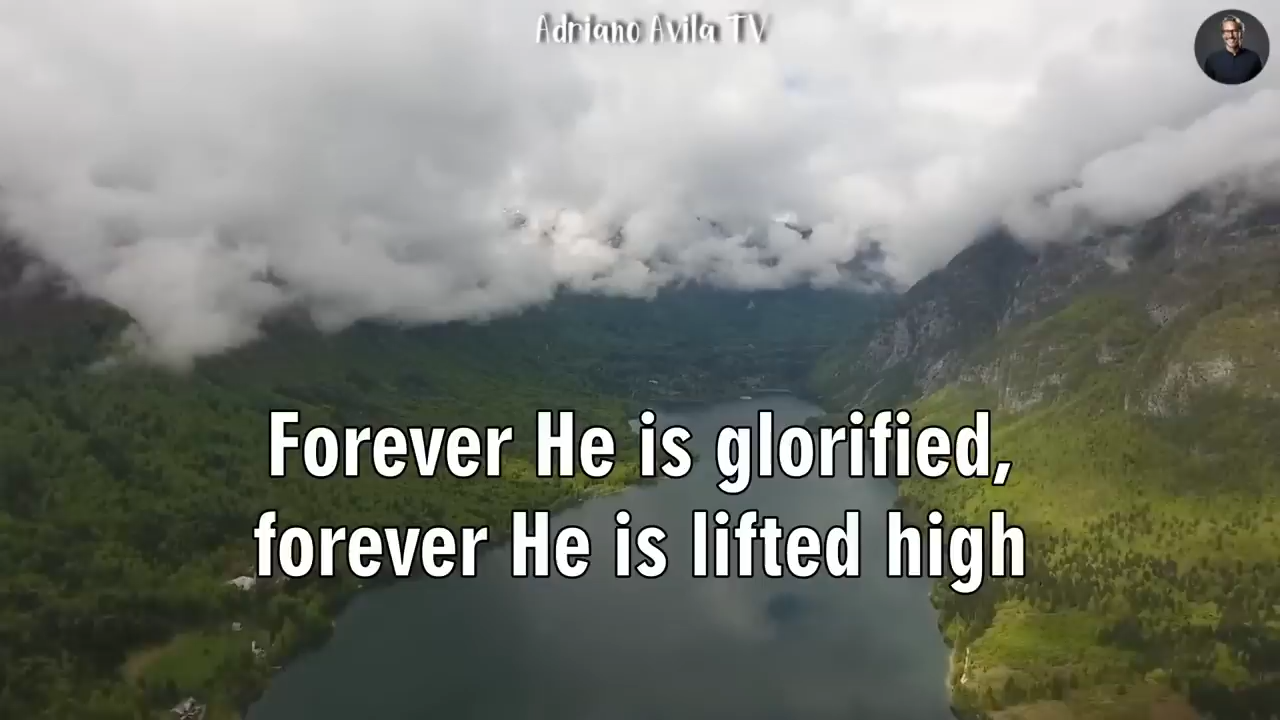 Adriano Avila TV
Forever He is glorified,
forever He is lifted high